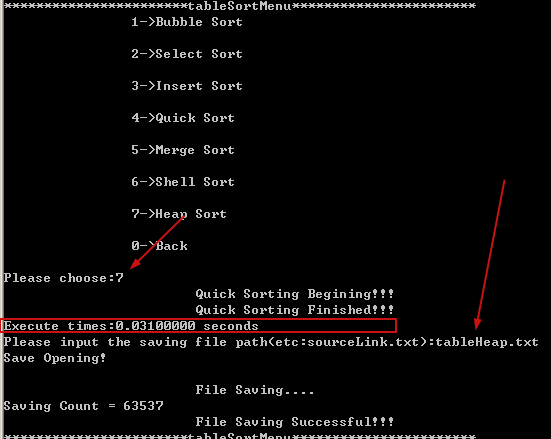 ************************tableSortMenu************************
1->Bubble Sort
2->Select Sort
3->Insert Sort
4->Quick Sort
5->Merge Sort
6->Shell Sort
7->Heap Sort
0->Back
Please choose:7
Quick Sorting Begining!!!
Quick Sorting Finished!!!
Execute times:0.03100000 seconds
Please input the saving file path(etc:sourceLink.txt):tableHeap.txt
Save Opening!
File Saving....
Saving Count = 63537
File Saving Successful!!!
************************tableSortMenu************************